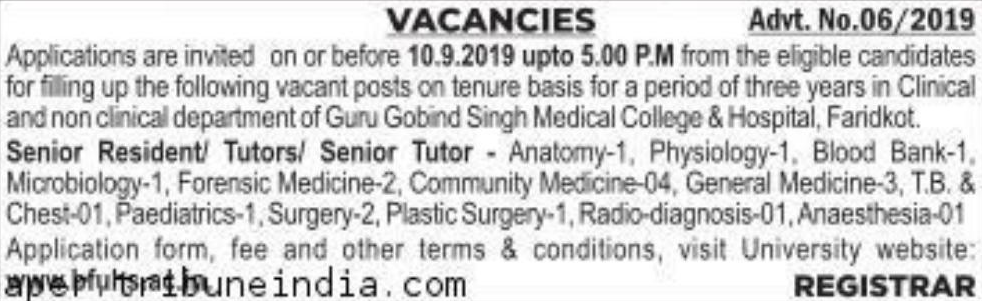 VACANCIES Advt. No.06/2019
Applications are invited on or before 10.9.2019 upto 5.00 P.M from the eligible candidates
for filling up the following vacant posts on tenure basis for a period of three years in Clinical
and non clinical department of Guru Gobind Singh Medical College & Hospital, Faridkot.
Senior Resident/ Tutors/ Senior Tutor - Anatomy-1, Physiology-1, Blood Bank-1,
Microbiology-1, Forensic Medicine-2, Community Medicine-04, General Medicine-3, T.B. &
Chest-01, Paediatrics-1, Surgery-2, Plastic Surgery-1, Radio-diagnosis-01, Anaesthesia-01
Application form, fee and other terms & conditions, visit University website:
REGISTRAR